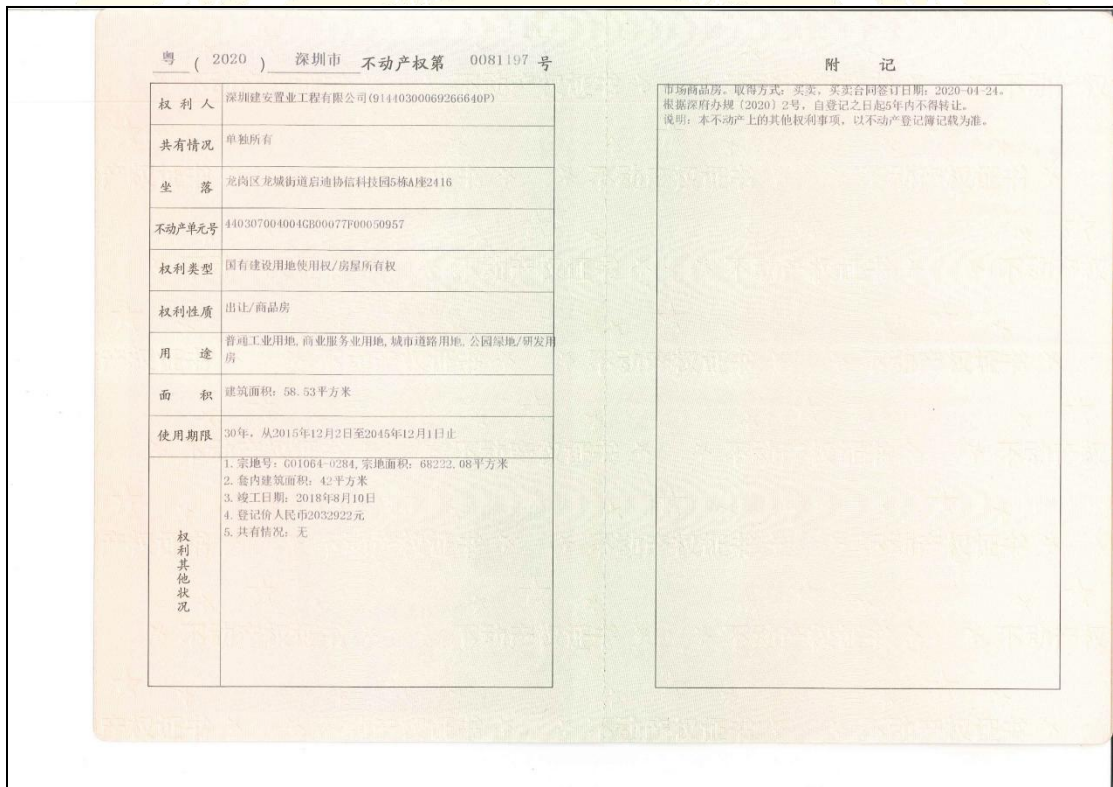 粤 ( 2020 ) 深圳市 不动产权第 0081197 号
权利人 深圳建安置业工程有限公司(91440300069266640P)
共有情况 单独所有
坐落 龙岗区龙城街道启迪协信科技园5栋A座2416
不动产单元号 440307004004GB00077F00050957
权利类型 国有建设用地使用权/房屋所有权
权利性质 出让/商品房
用途 普通工业用地,商业服务业用地,城市道路用地,公园绿地/研发用
房
面积 建筑面积：58.53平方米
使用期限 30年，从2015年12月2日至2045年12月1日止
权利其他状况
1.宗地号：G01064-0284,宗地面积：68222.08平方米
2.套内建筑面积：42平方米
3.竣工日期：2018年8月10日
4.登记价人民币2032922元
5.共有情况：无
附记
市场商品房。取得方式：买卖，买卖合同签订日期：2020-04-24。
根据深府办规〔2020〕2号，自登记之日起5年内不得转让。
说明：本不动产上的其他权利事项，以不动产登记簿记载为准。